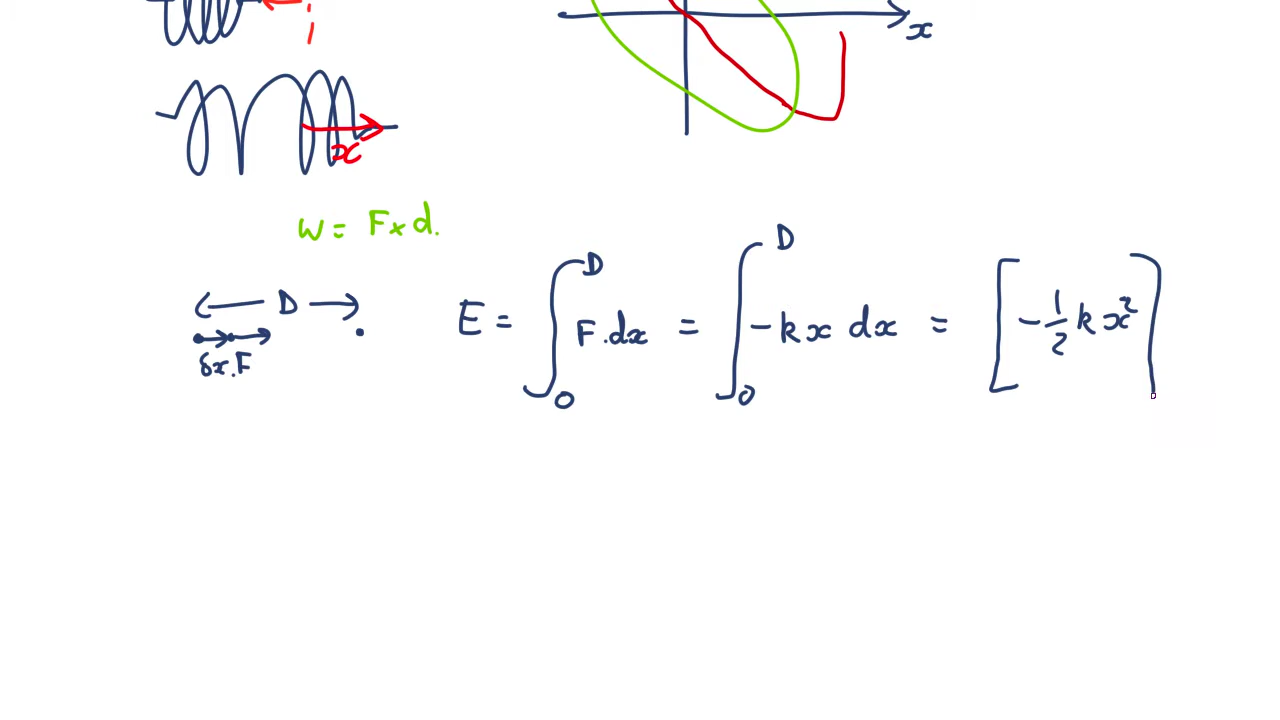 x
x
W = F × d.
D
δx.F
E = ∫₀ᴰ F.dx = ∫₀ᴰ -kx dx = [-½kx²]